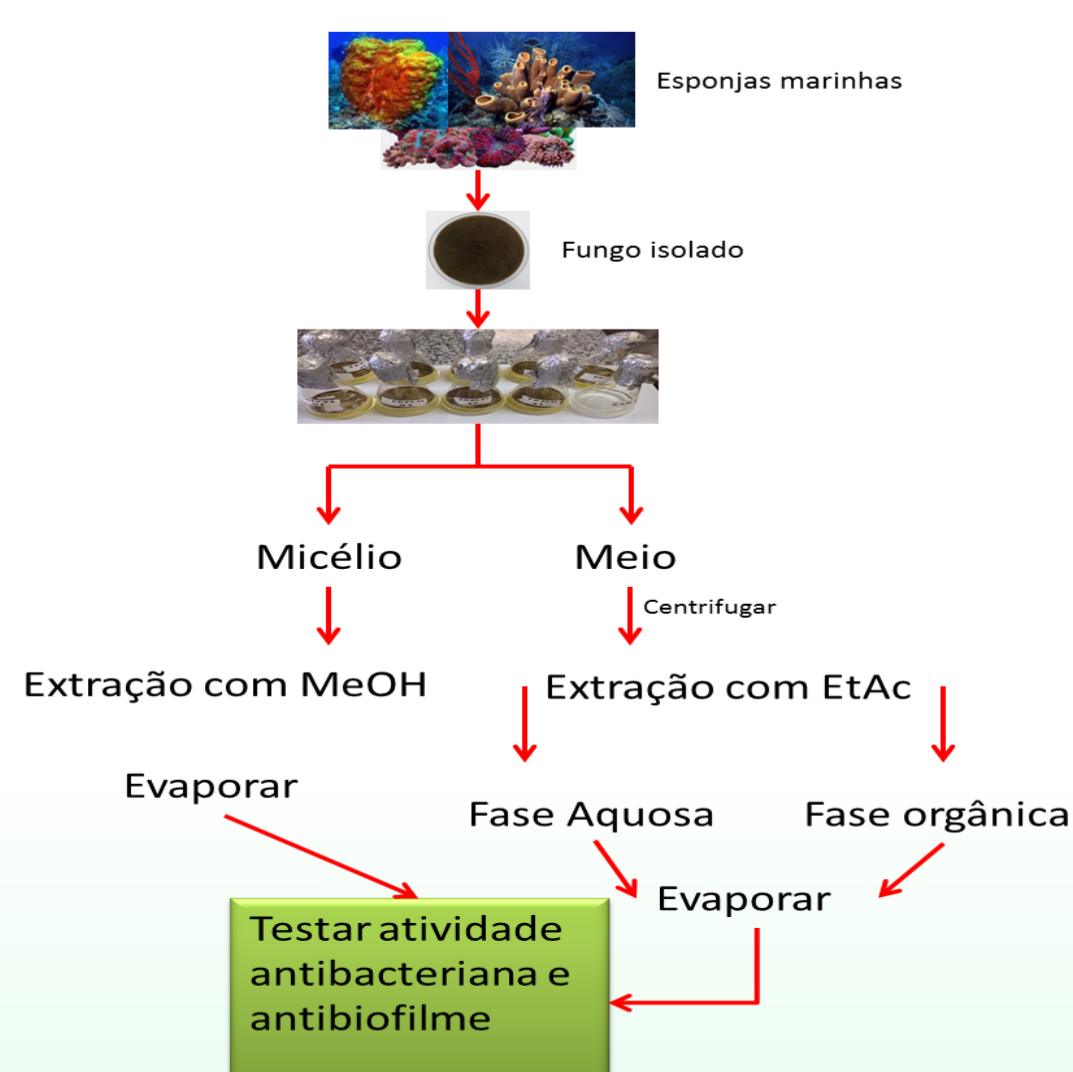 Esponjas marinhas
Fungo isolado
Micélio
Meio
Centrifugar
Extração com MeOH
Extração com EtAc
Evaporar
Fase Aquosa
Fase orgânica
Evaporar
Testar atividade
antibacteriana e
antibiofilme